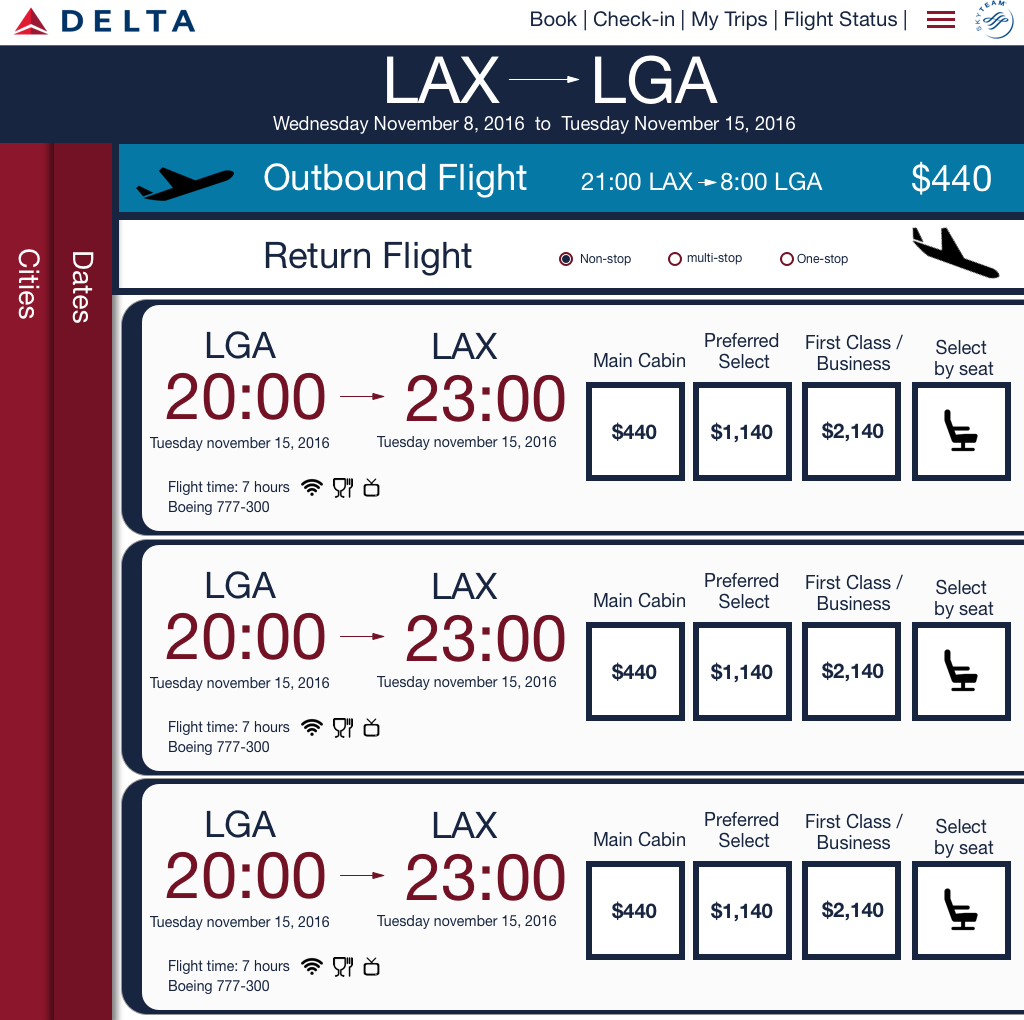 DELTA
Book | Check-in | My Trips | Flight Status |
SKYTEAM
LAX LGA
Wednesday November 8, 2016 to Tuesday November 15, 2016
Cities
Dates
Outbound Flight 21:00 LAX 8:00 LGA $440
Return Flight Non-stop multi-stop One-stop
LGA LAX
20:00 23:00
Tuesday november 15, 2016 Tuesday november 15, 2016
Flight time: 7 hours
Boeing 777-300
Main Cabin
Preferred
Select
First Class /
Business
Select
by seat
$440 $1,140 $2,140
LGA LAX
20:00 23:00
Tuesday november 15, 2016 Tuesday november 15, 2016
Flight time: 7 hours
Boeing 777-300
Main Cabin
Preferred
Select
First Class /
Business
Select
by seat
$440 $1,140 $2,140
LGA LAX
20:00 23:00
Tuesday november 15, 2016 Tuesday november 15, 2016
Flight time: 7 hours
Boeing 777-300
Main Cabin
Preferred
Select
First Class /
Business
Select
by seat
$440 $1,140 $2,140